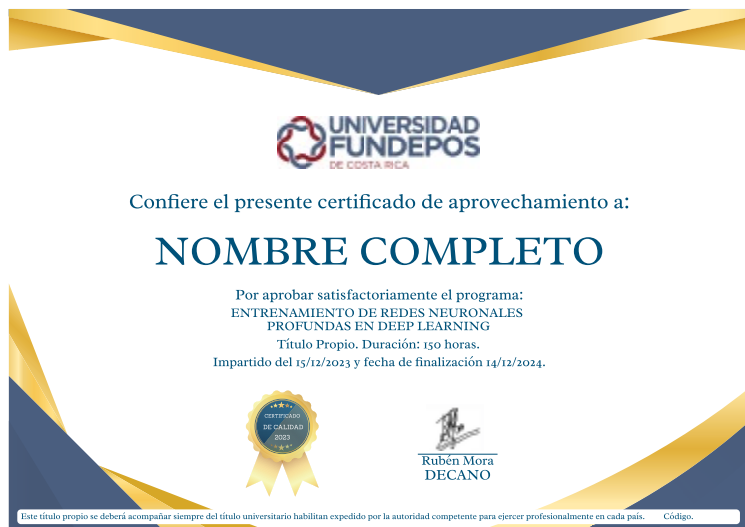 UNIVERSIDAD
FUNDEPOS
DE COSTA RICA
Confiere el presente certificado de aprovechamiento a:
NOMBRE COMPLETO
Por aprobar satisfactoriamente el programa:
ENTRENAMIENTO DE REDES NEURONALES
PROFUNDAS EN DEEP LEARNING
Título Propio. Duración: 150 horas.
Impartido del 15/12/2023 y fecha de finalización 14/12/2024.
CERTIFICADO
DE CALIDAD
2023
Rubén Mora
DECANO
Este título propio se deberá acompañar siempre del título universitario habilitan expedido por la autoridad competente para ejercer profesionalmente en cada país. Código.